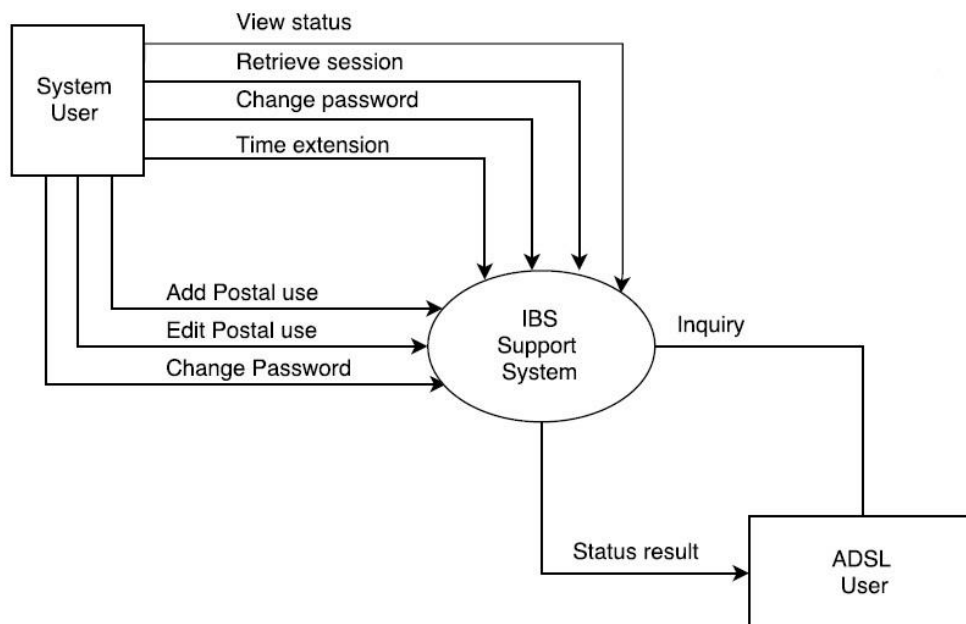 View status
Retrieve session
Change password
Time extension
System
User
Add Postal use
Edit Postal use
Change Password
IBS
Support
System
Inquiry
Status result
ADSL
User